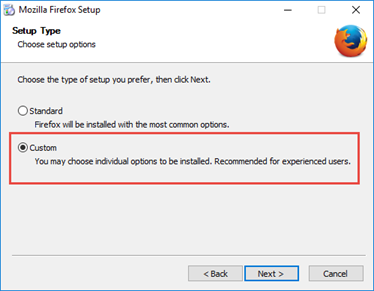 Mozilla Firefox Setup
Setup Type
Choose setup options
Choose the type of setup you prefer, then click Next.
Standard
Firefox will be installed with the most common options.
Custom
You may choose individual options to be installed. Recommended for experienced users.
< Back
Next >
Cancel